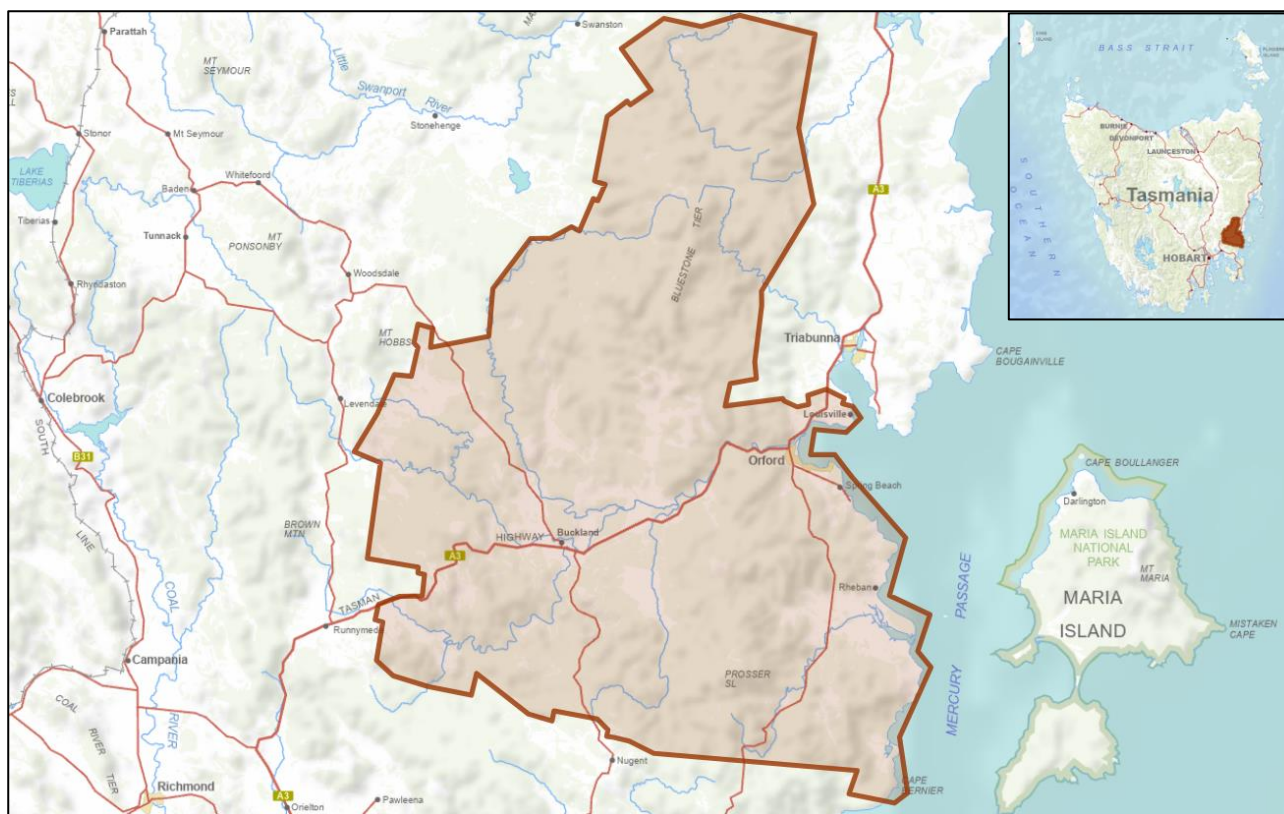 Parattah
Swanston
MT
SEYMOUR
Little
Swanport
River
Stonehenge
Stonor
Mt Seymour
LAKE
TIBERIAS
Baden
Whitefoord
Tiberias
Tunnack
MT
PONSONBY
Woodsdale
Rhyndaston
BLUESTONE TIER
A3
MT
HOBBS
Triabunna
CAPE
BOUGAINVILLE
Colebrook
Levendale
Louisville
SOUTH
LINE
B31
Orford
Spring Beach
CAPE BOULLANGER
Darlington
BROWN
MTN
Buckland
HIGHWAY
A3
TASMAN
MARIA ISLAND
NATIONAL
PARK
MT
MARIA
Rheban
MERCURY PASSAGE
MARIA
ISLAND
MISTAKEN
CAPE
COAL
RIVER
Runnymede
Campania
PROSSER
SL
COAL
RIVER
TIER
Nugent
Richmond
A3
Orielton
Pawleena
BASS STRAIT
BURNIE
DEVONPORT
LAUNCESTON
Tasmania
HOBART
SOUTHERN
OCEAN